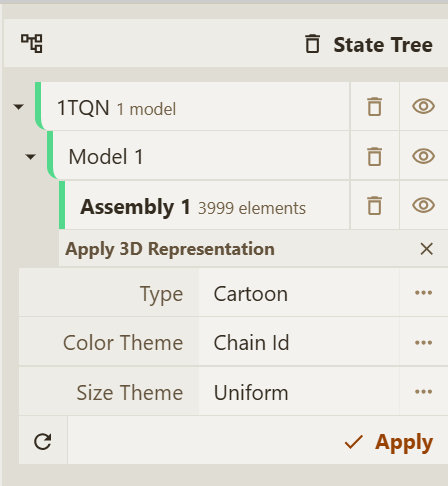 State Tree
1TQN 1 model
Model 1
Assembly 1 3999 elements
Apply 3D Representation
Type Cartoon
Color Theme Chain Id
Size Theme Uniform
Apply